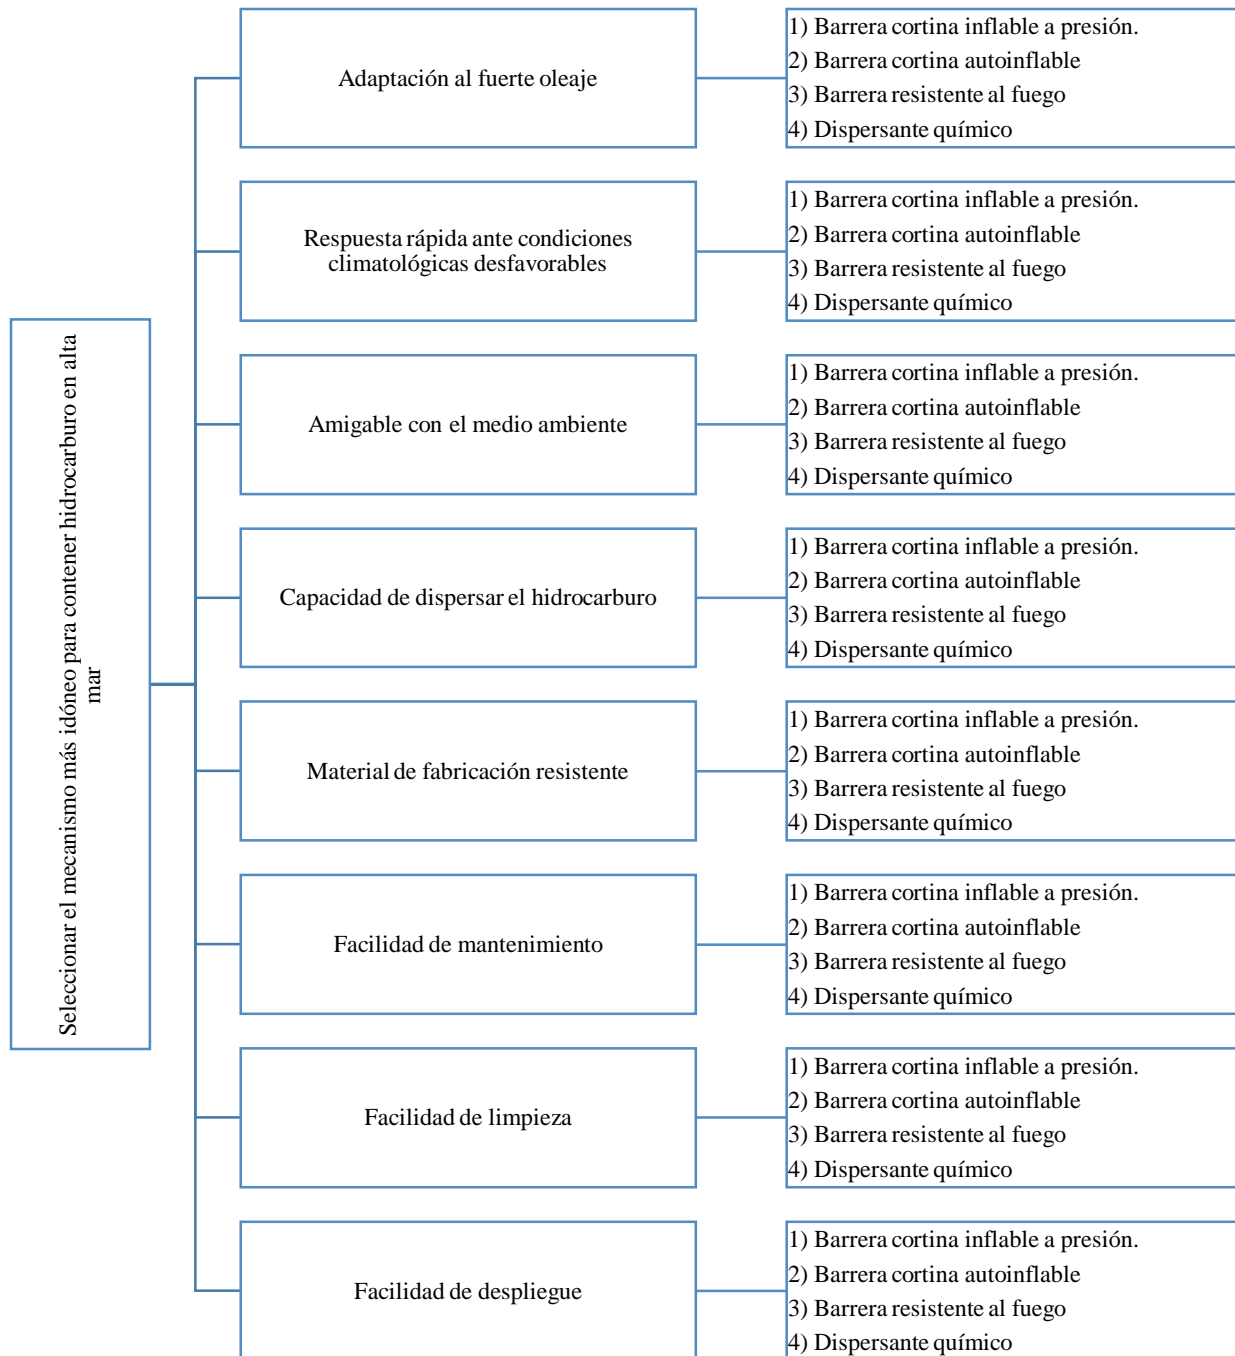 Seleccionar el mecanismo más idóneo para contener hidrocarburo en alta
mar
Adaptación al fuerte oleaje
1) Barrera cortina inflable a presión.
2) Barrera cortina autoinflable
3) Barrera resistente al fuego
4) Dispersante químico
Respuesta rápida ante condiciones
climatológicas desfavorables
1) Barrera cortina inflable a presión.
2) Barrera cortina autoinflable
3) Barrera resistente al fuego
4) Dispersante químico
Amigable con el medio ambiente
1) Barrera cortina inflable a presión.
2) Barrera cortina autoinflable
3) Barrera resistente al fuego
4) Dispersante químico
Capacidad de dispersar el hidrocarburo
1) Barrera cortina inflable a presión.
2) Barrera cortina autoinflable
3) Barrera resistente al fuego
4) Dispersante químico
Material de fabricación resistente
1) Barrera cortina inflable a presión.
2) Barrera cortina autoinflable
3) Barrera resistente al fuego
4) Dispersante químico
Facilidad de mantenimiento
1) Barrera cortina inflable a presión.
2) Barrera cortina autoinflable
3) Barrera resistente al fuego
4) Dispersante químico
Facilidad de limpieza
1) Barrera cortina inflable a presión.
2) Barrera cortina autoinflable
3) Barrera resistente al fuego
4) Dispersante químico
Facilidad de despliegue
1) Barrera cortina inflable a presión.
2) Barrera cortina autoinflable
3) Barrera resistente al fuego
4) Dispersante químico